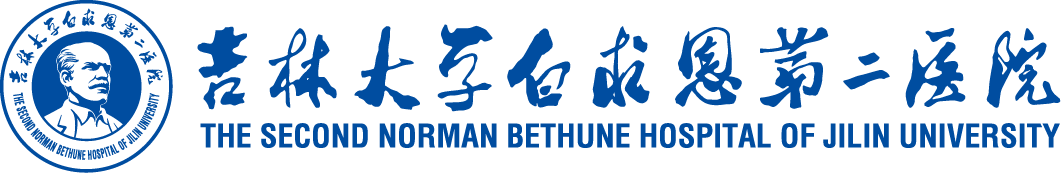 吉林大学白求恩第二医院
THE SECOND NORMAN BETHUNE HOSPITAL OF JILIN UNIVERSITY
吉林大学白求恩第二医院
THE SECOND NORMAN BETHUNE HOSPITAL OF JILIN UNIVERSITY